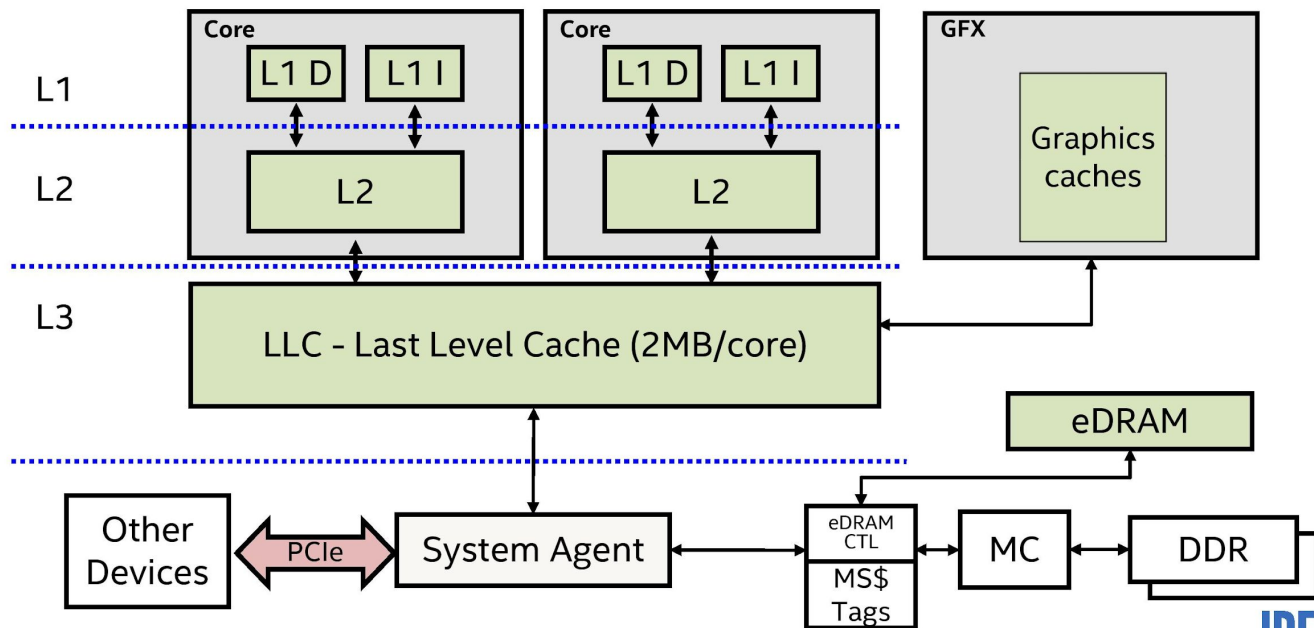 Core
Core
GFX
L1
L1 D
L1 I
L1 D
L1 I
L2
L2
L2
Graphics
caches
L3
LLC - Last Level Cache (2MB/core)
eDRAM
Other
Devices
PCIe
System Agent
eDRAM
CTL
MS$
Tags
MC
DDR